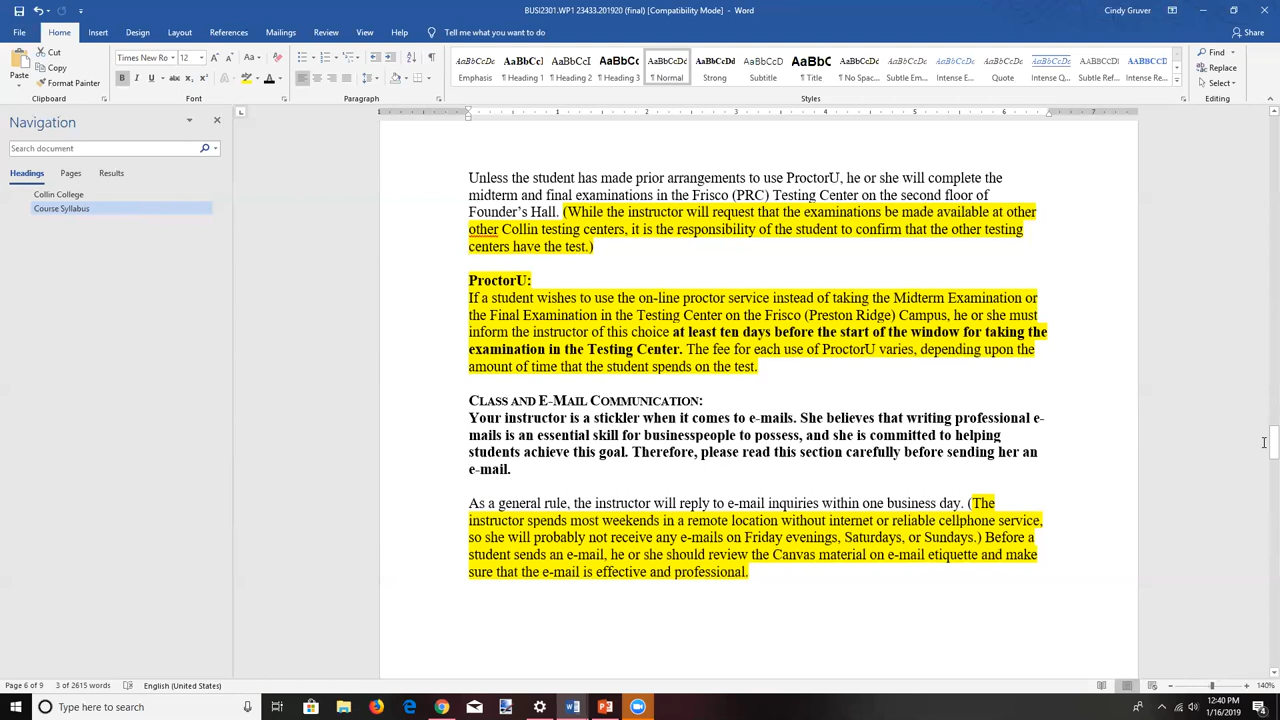 BUSI2301.WP1 23433.201920 (final) [Compatibility Mode] - Word
Cindy Gruver
File Home Insert Design Layout References Mailings Review View Help Tell me what you want to do Share
Paste Cut Copy Format Painter
Times New Ro 12
AaBbCcI AaBbCcI AaBbC AaBbCc AaBbCcI AaBbCcL AaBbCcI AaBb(
Emphasis ¶ Heading 1 ¶ Heading 2 ¶ Heading 3 ¶ Normal Strong Subtitle ¶ Title ¶ No Spac... Subtle Em... Intense E... Quote Intense Q... Subtle Ref... Intense Re...
Find Replace Select
Clipboard Font Paragraph Styles Editing
Navigation
Search document
Headings Pages Results
Collin College
Course Syllabus
Unless the student has made prior arrangements to use ProctorU, he or she will complete the
midterm and final examinations in the Frisco (PRC) Testing Center on the second floor of
Founder's Hall. (While the instructor will request that the examinations be made available at other
other Collin testing centers, it is the responsibility of the student to confirm that the other testing
centers have the test.)
ProctorU:
If a student wishes to use the on-line proctor service instead of taking the Midterm Examination or
the Final Examination in the Testing Center on the Frisco (Preston Ridge) Campus, he or she must
inform the instructor of this choice at least ten days before the start of the window for taking the
examination in the Testing Center. The fee for each use of ProctorU varies, depending upon the
amount of time that the student spends on the test.
CLASS AND E-MAIL COMMUNICATION:
Your instructor is a stickler when it comes to e-mails. She believes that writing professional e-
mails is an essential skill for businesspeople to possess, and she is committed to helping
students achieve this goal. Therefore, please read this section carefully before sending her an
e-mail.
As a general rule, the instructor will reply to e-mail inquiries within one business day. (The
instructor spends most weekends in a remote location without internet or reliable cellphone service,
so she will probably not receive any e-mails on Friday evenings, Saturdays, or Sundays.) Before a
student sends an e-mail, he or she should review the Canvas material on e-mail etiquette and make
sure that the e-mail is effective and professional.
Page 6 of 9 3 of 2615 words English (United States) 140%
Type here to search
12:40 PM
1/16/2019